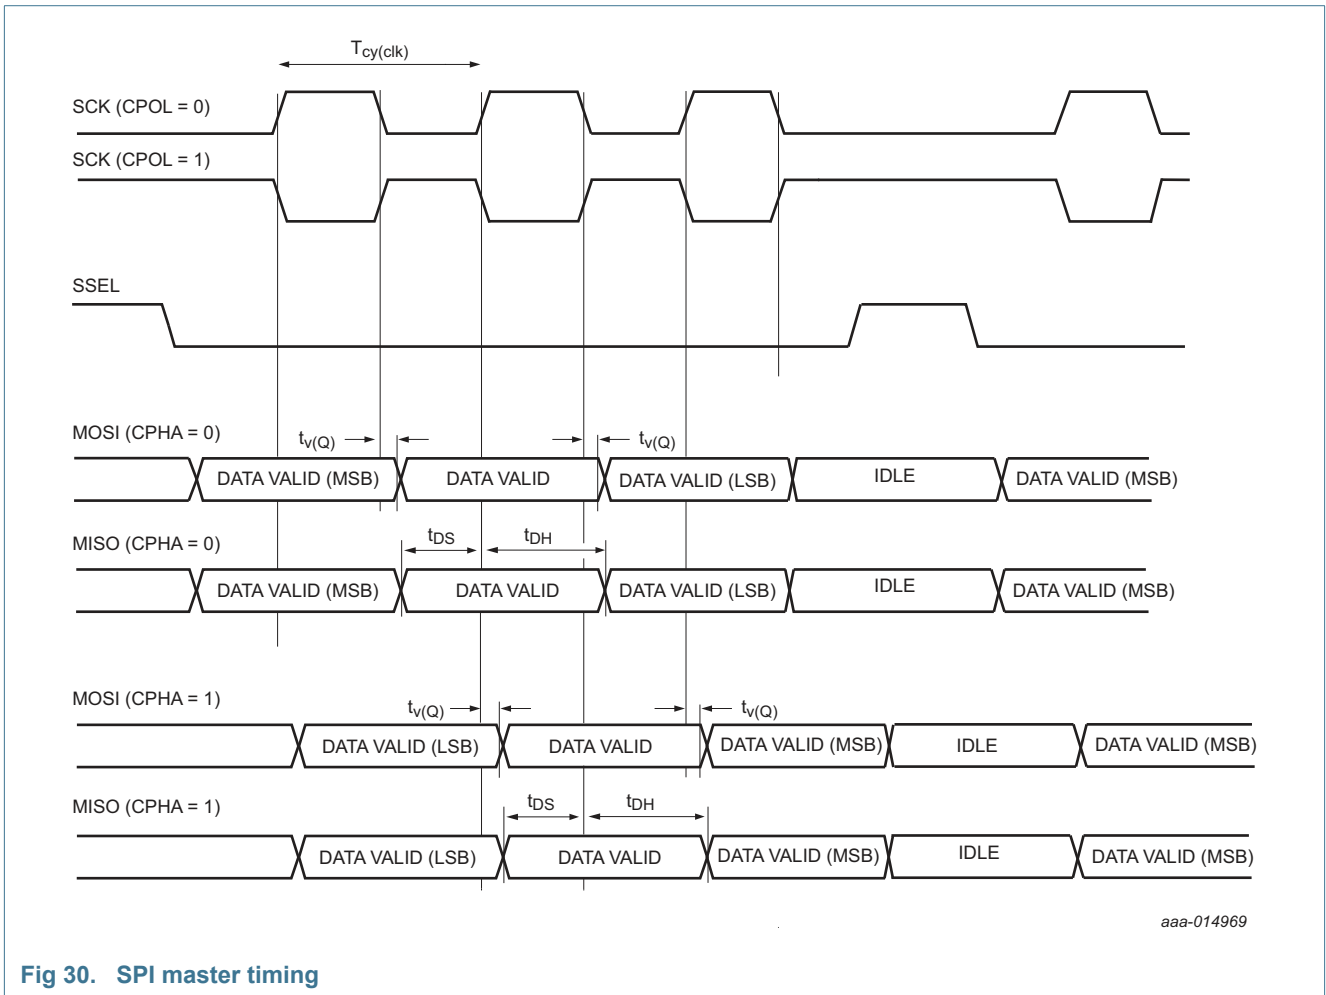 Tcy(clk)
SCK (CPOL = 0)
SCK (CPOL = 1)
SSEL
MOSI (CPHA = 0)
tv(Q)
tv(Q)
DATA VALID (MSB)
DATA VALID
DATA VALID (LSB)
IDLE
DATA VALID (MSB)
MISO (CPHA = 0)
tDS
tDH
DATA VALID (MSB)
DATA VALID
DATA VALID (LSB)
IDLE
DATA VALID (MSB)
MOSI (CPHA = 1)
tv(Q)
tv(Q)
DATA VALID (LSB)
DATA VALID
DATA VALID (MSB)
IDLE
DATA VALID (MSB)
MISO (CPHA = 1)
tDS
tDH
DATA VALID (LSB)
DATA VALID
DATA VALID (MSB)
IDLE
DATA VALID (MSB)
aaa-014969
Fig 30. SPI master timing